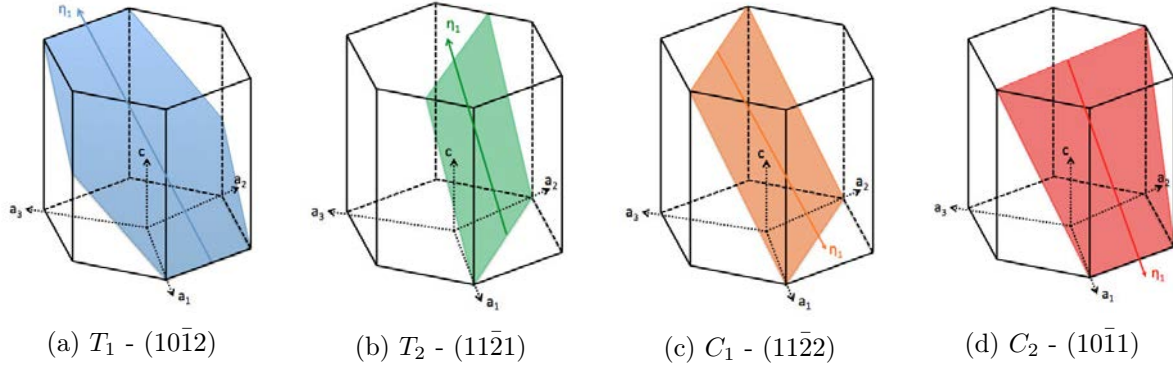 η₁
c
a₂
a₃
a₁
(a) T₁ - (101̄2)
η₁
c
a₂
a₃
a₁
(b) T₂ - (112̄1)
c
a₂
a₃
η₁
a₁
(c) C₁ - (112̄2)
c
a₂
a₃
η₁
a₁
(d) C₂ - (101̄1)